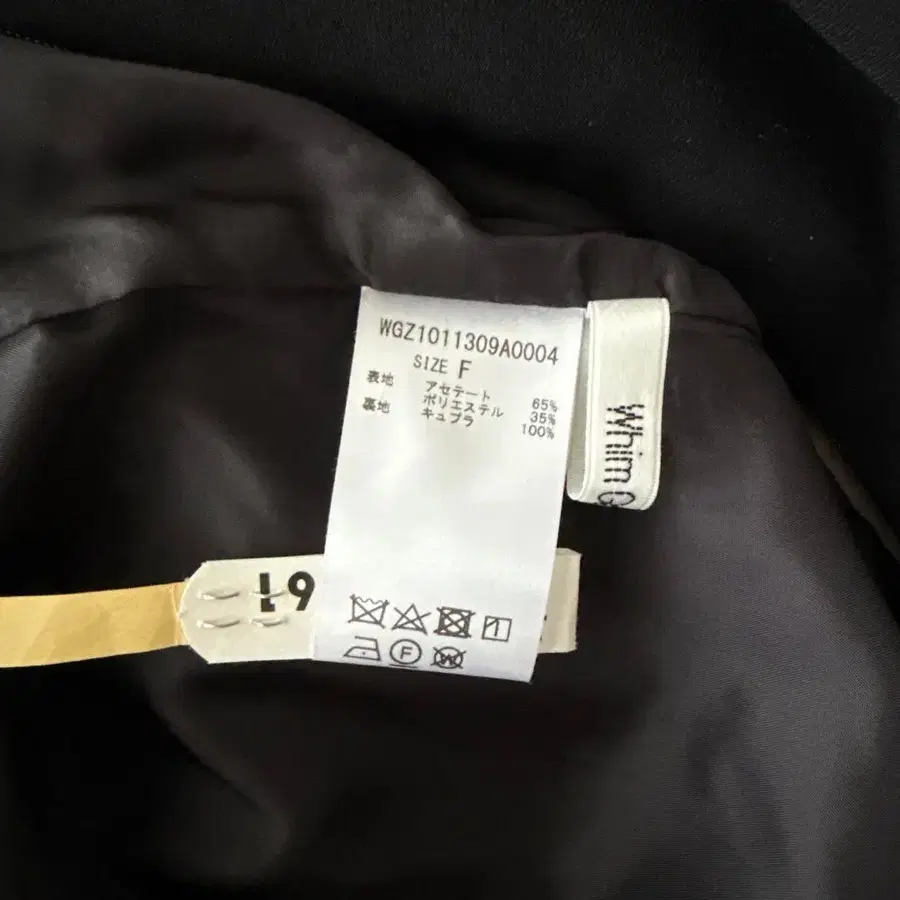 WGZ1011309A0004
SIZE F
表地 アセテート 65%
ポリエステル 35%
裏地 キュプラ 100%
Whim G
19
F
W